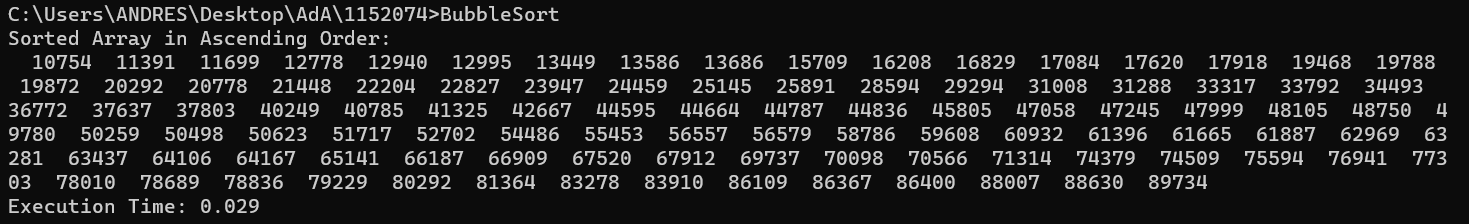 C:\Users\ANDRES\Desktop\AdA\1152074>BubbleSort
Sorted Array in Ascending Order:
  10754  11391  11699  12778  12940  12995  13449  13586  13686  15709  16208  16829  17084  17620  17918  19468  19788
 19872  20292  20778  21448  22204  22827  23947  24459  25145  25891  28594  29294  31008  31288  33317  33792  34493
36772  37637  37803  40249  40785  41325  42667  44595  44664  44787  44836  45805  47058  47245  47999  48105  48750  4
9780  50259  50498  50623  51717  52702  54486  55453  56557  56579  58786  59608  60932  61396  61665  61887  62969  63
281  63437  64106  64167  65141  66187  66909  67520  67912  69737  70098  70566  71314  74379  74509  75594  76941  773
03  78010  78689  78836  79229  80292  81364  83278  83910  86109  86367  86400  88007  88630  89734
Execution Time: 0.029